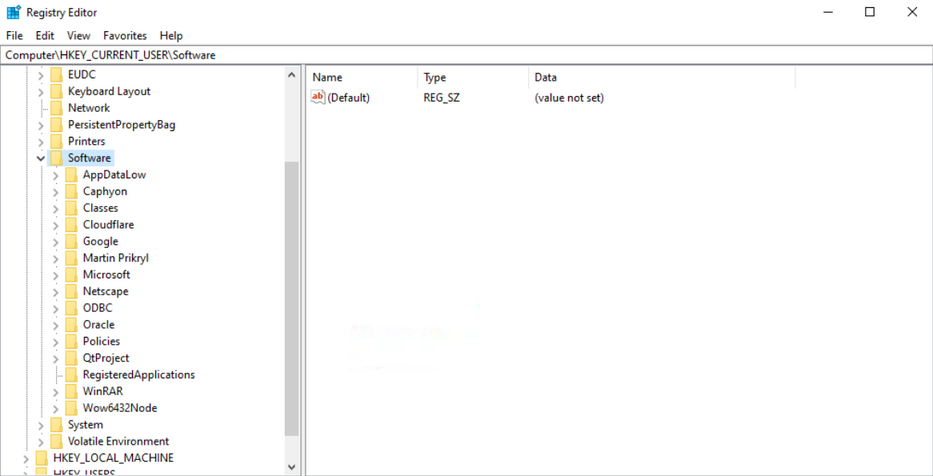 Registry Editor
File Edit View Favorites Help
Computer\HKEY_CURRENT_USER\Software
Name Type Data
ab (Default) REG_SZ (value not set)
EUDC
Keyboard Layout
Network
PersistentPropertyBag
Printers
Software
AppDataLow
Caphyon
Classes
Cloudflare
Google
Martin Prikryl
Microsoft
Netscape
ODBC
Oracle
Policies
QtProject
RegisteredApplications
WinRAR
Wow6432Node
System
Volatile Environment
HKEY_LOCAL_MACHINE
HKEY_USERS